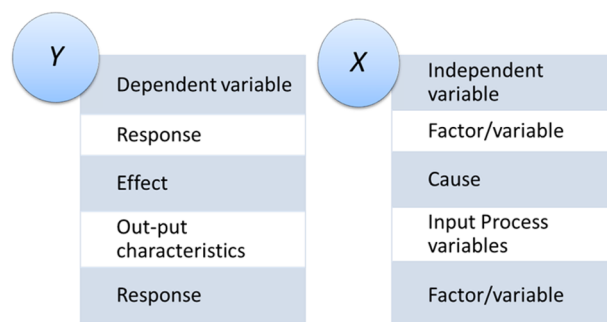 Y
Dependent variable
Response
Effect
Out-put
characteristics
Response
X
Independent
variable
Factor/variable
Cause
Input Process
variables
Factor/variable